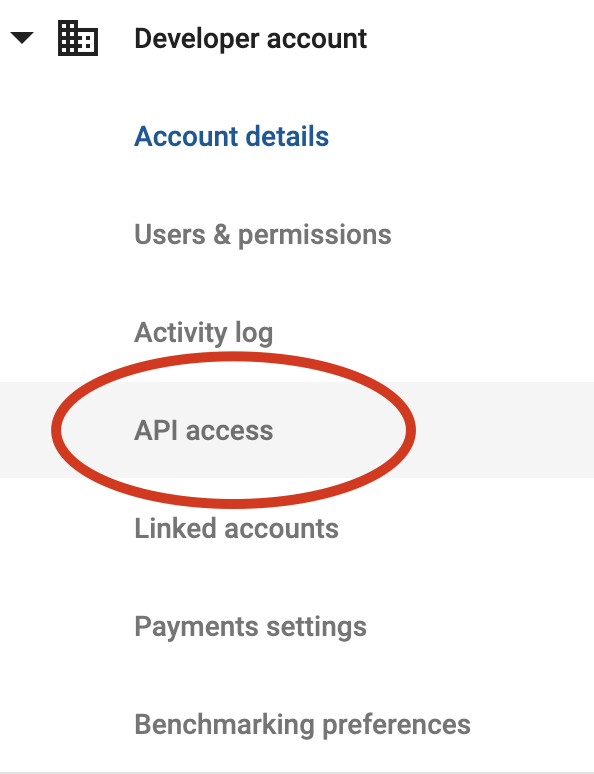 Developer account
Account details
Users & permissions
Activity log
API access
Linked accounts
Payments settings
Benchmarking preferences